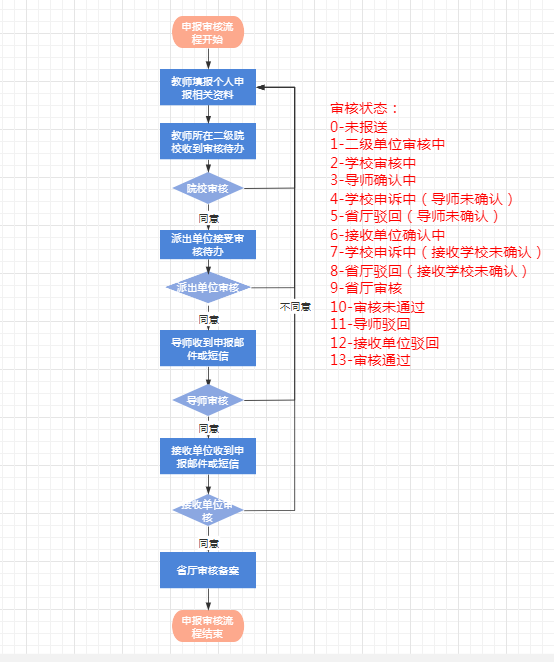 申报审核流
程开始
教师填报个人申
报相关资料
教师所在二级院
校收到审核待办
院校审核
同意
派出单位接受审
核待办
派出单位审核
不同意
同意
导师收到申报邮
件或短信
导师审核
同意
接收单位收到申
报邮件或短信
接收单位审
核
同意
省厅审核备案
申报审核流
程结束
审核状态：
0-未报送
1-二级单位审核中
2-学校审核中
3-导师确认中
4-学校申诉中（导师未确认）
5-省厅驳回（导师未确认）
6-接收单位确认中
7-学校申诉中（接收学校未确认）
8-省厅驳回（接收学校未确认）
9-省厅审核
10-审核未通过
11-导师驳回
12-接收单位驳回
13-审核通过